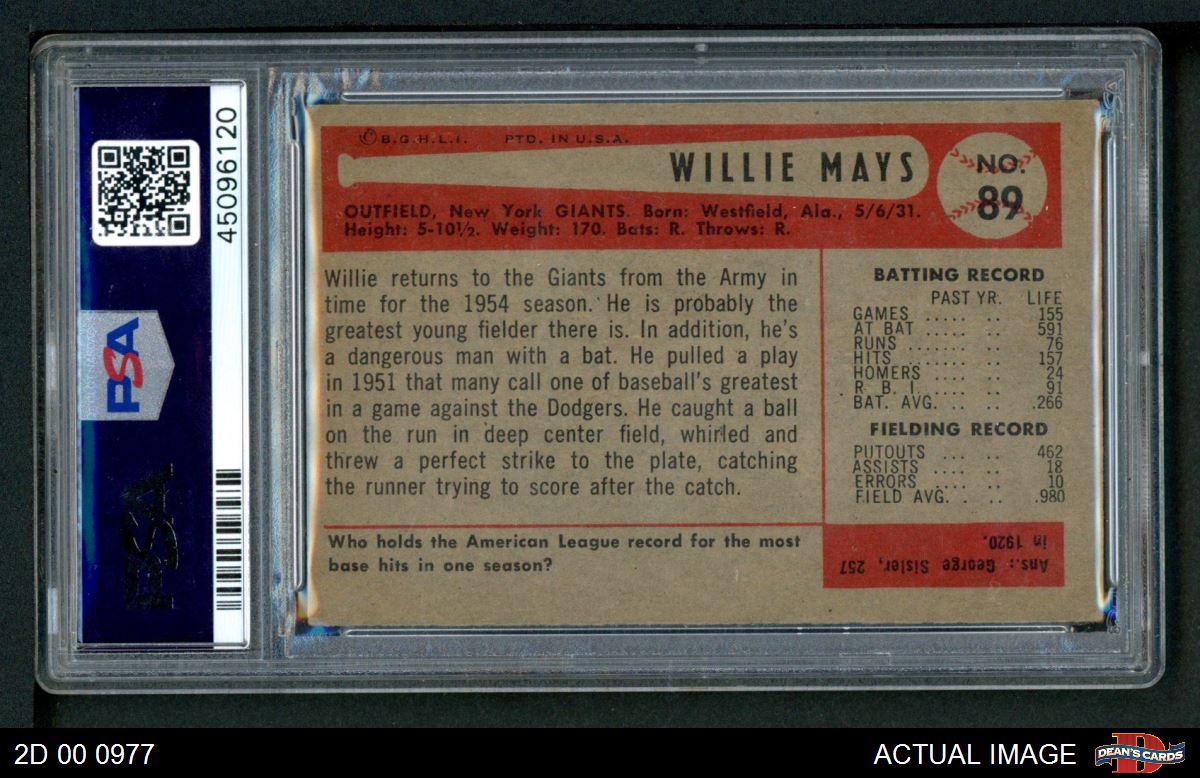 45096120
PSA
PSA
© B.G.H.L.I. PTD. IN U.S.A.
WILLIE MAYS
NO.
89
OUTFIELD, New York GIANTS. Born: Westfield, Ala., 5/6/31.
Height: 5-10½. Weight: 170. Bats: R. Throws: R.
Willie returns to the Giants from the Army in
time for the 1954 season. He is probably the
greatest young fielder there is. In addition, he's
a dangerous man with a bat. He pulled a play
in 1951 that many call one of baseball's greatest
in a game against the Dodgers. He caught a ball
on the run in deep center field, whirled and
threw a perfect strike to the plate, catching
the runner trying to score after the catch.
BATTING RECORD
PAST YR. LIFE
GAMES ..... .. 155
AT BAT ..... .. 591
RUNS ....... .. 76
HITS ....... .. 157
HOMERS .... .. 24
R. B. I. .... .. 91
BAT. AVG. .. .. .266
FIELDING RECORD
PUTOUTS .... .. 462
ASSISTS .... .. 18
ERRORS .... .. 10
FIELD AVG. . .. .980
Who holds the American League record for the most
base hits in one season?
Ans.: George Sisler, 257
in 1920.
2D 00 0977
ACTUAL IMAGE
DEAN'S CARDS